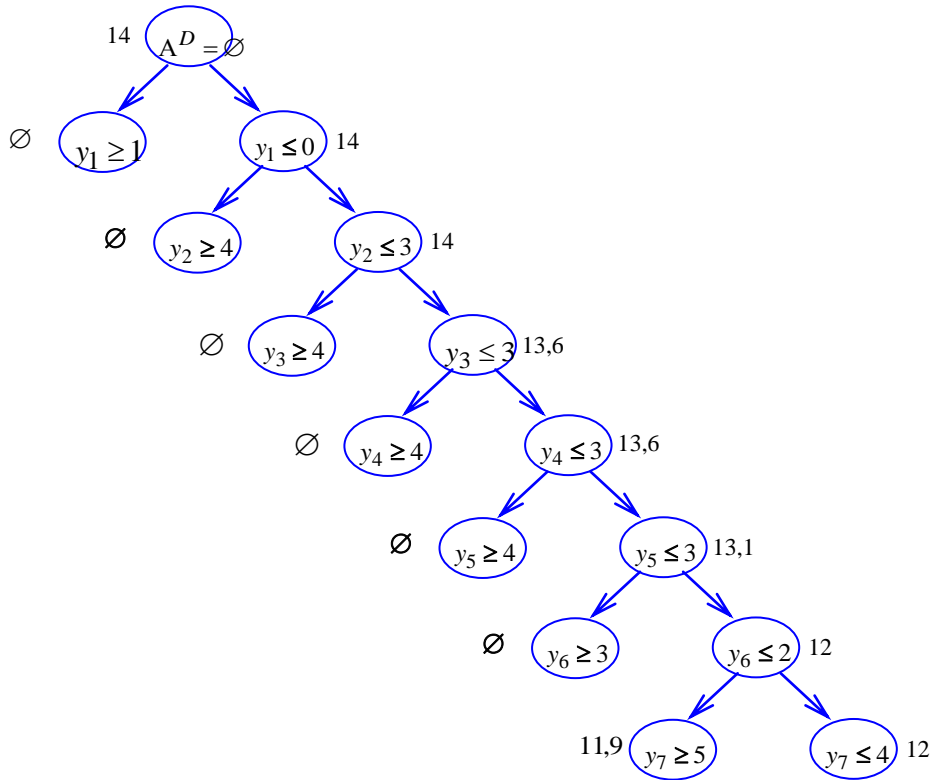 14 A^D = ∅
∅ y_1 ≥ 1 y_1 ≤ 0 14
∅ y_2 ≥ 4 y_2 ≤ 3 14
∅ y_3 ≥ 4 y_3 ≤ 3 13,6
∅ y_4 ≥ 4 y_4 ≤ 3 13,6
∅ y_5 ≥ 4 y_5 ≤ 3 13,1
∅ y_6 ≥ 3 y_6 ≤ 2 12
11,9 y_7 ≥ 5 y_7 ≤ 4 12